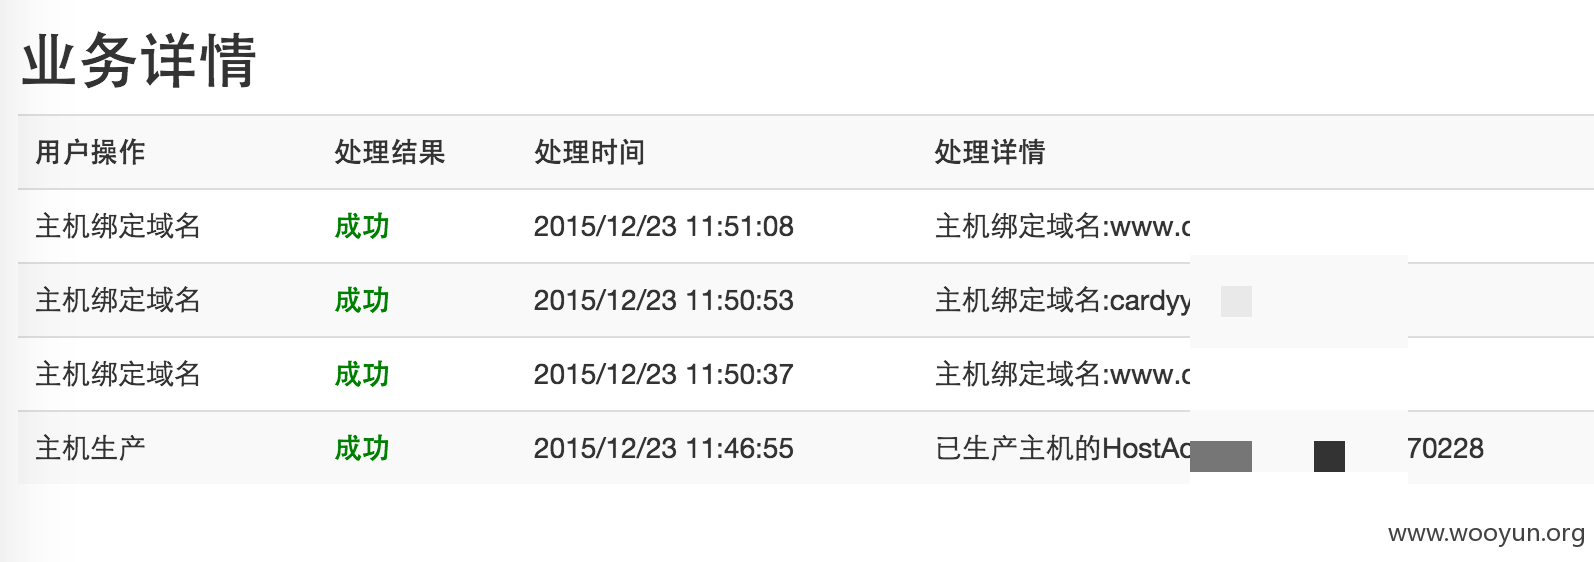 业务详情
用户操作 处理结果 处理时间 处理详情
主机绑定域名 成功 2015/12/23 11:51:08 主机绑定域名:www.c
主机绑定域名 成功 2015/12/23 11:50:53 主机绑定域名:cardyy
主机绑定域名 成功 2015/12/23 11:50:37 主机绑定域名:www.c
主机生产 成功 2015/12/23 11:46:55 已生产主机的HostAc 70228
www.wooyun.org